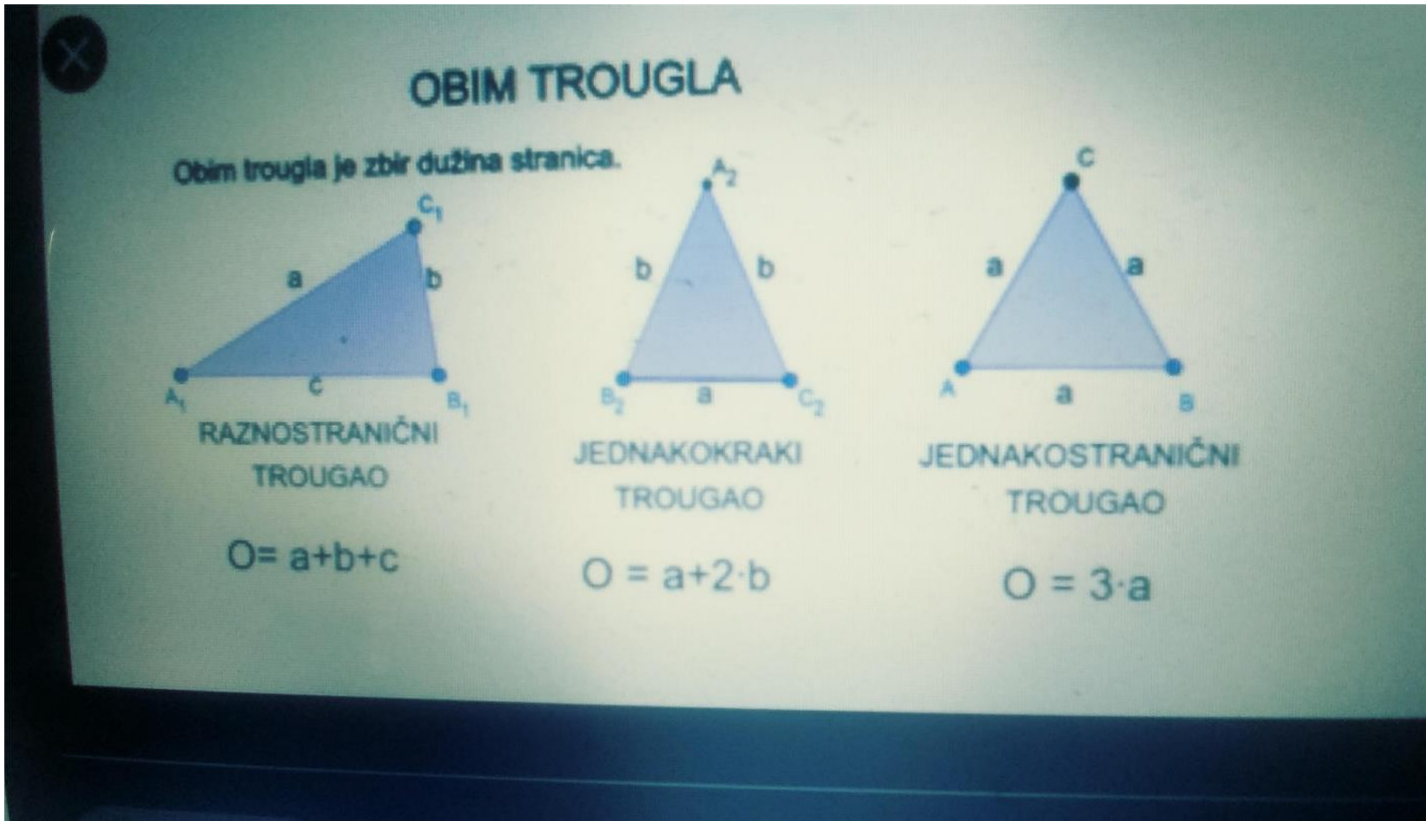 OBIM TROUGLA
Obim trougla je zbir dužina stranica.
C₁
a
b
A₁
c
B₁
RAZNOSTRANIČNI
TROUGAO
O= a+b+c
A₂
b
b
B₂
a
C₂
JEDNAKOKRAKI
TROUGAO
O = a+2·b
C
a
a
A
a
B
JEDNAKOSTRANIČNI
TROUGAO
O = 3·a